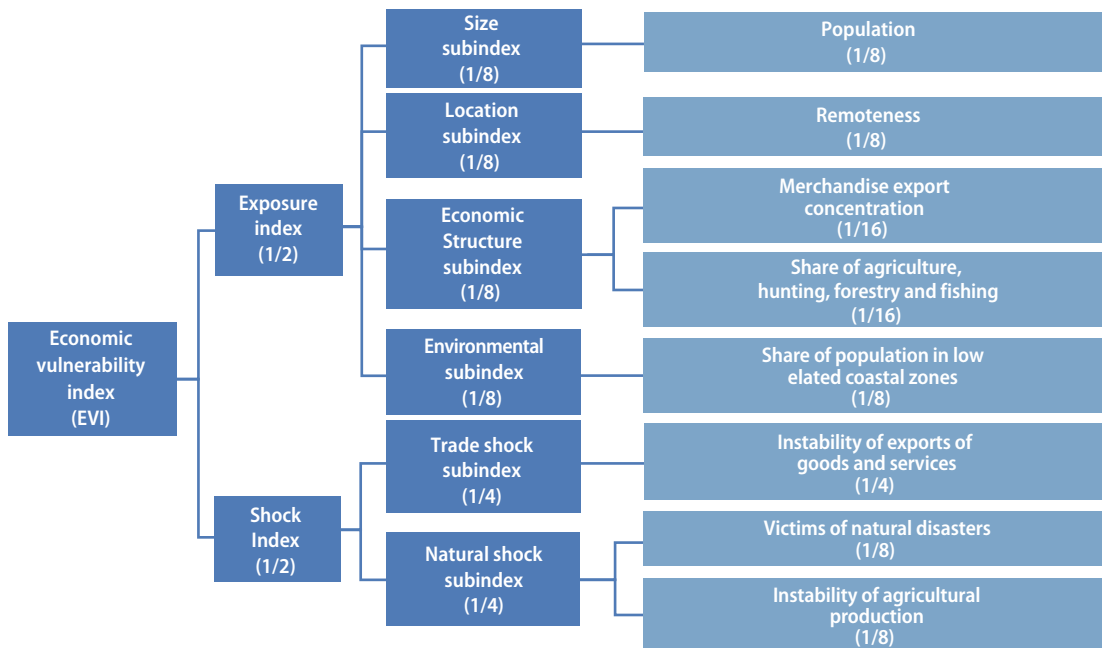 Size
subindex
(1/8)
Population
(1/8)
Location
subindex
(1/8)
Remoteness
(1/8)
Exposure
index
(1/2)
Economic
Structure
subindex
(1/8)
Merchandise export
concentration
(1/16)
Share of agriculture,
hunting, forestry and fishing
(1/16)
Economic
vulnerability
index
(EVI)
Environmental
subindex
(1/8)
Share of population in low
elated coastal zones
(1/8)
Trade shock
subindex
(1/4)
Instability of exports of
goods and services
(1/4)
Shock
Index
(1/2)
Natural shock
subindex
(1/4)
Victims of natural disasters
(1/8)
Instability of agricultural
production
(1/8)